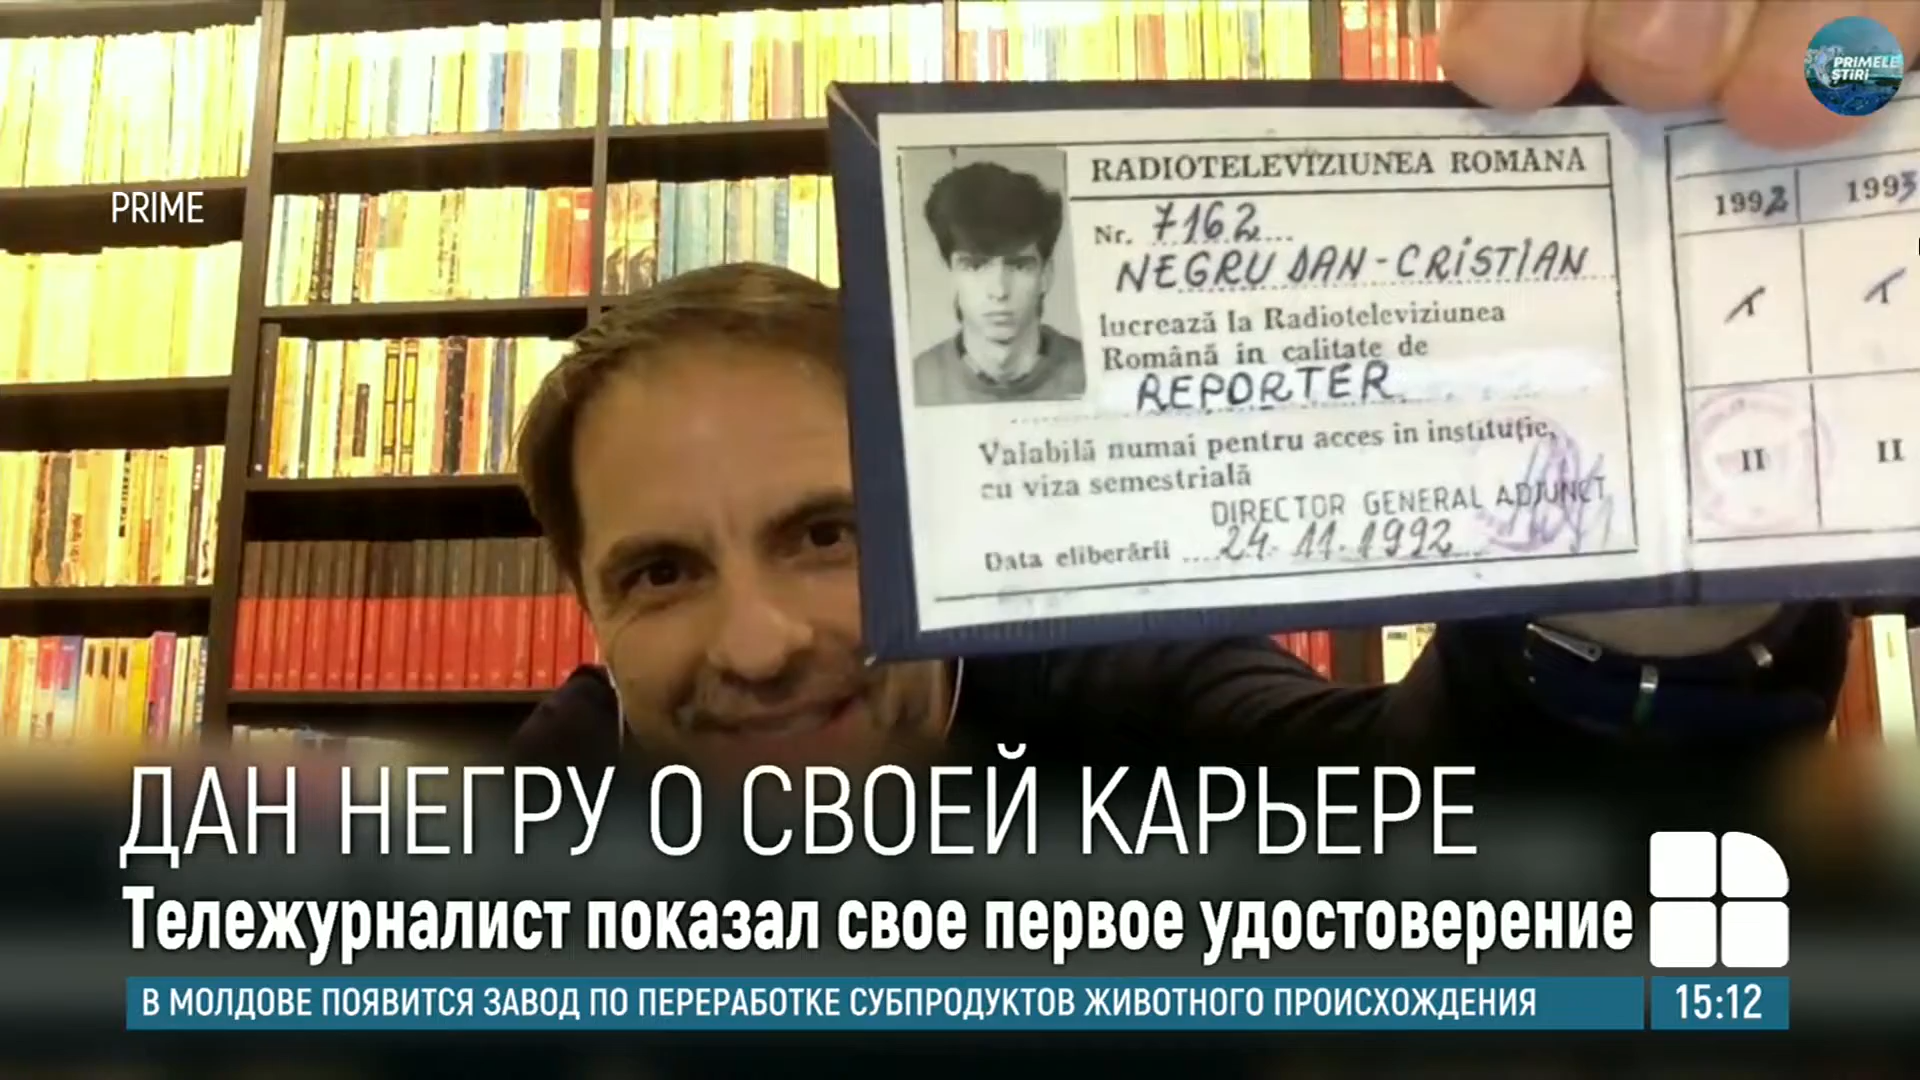 PRIMELE
ȘTIRI
PRIME
RADIOTELEVIZIUNEA ROMÂNĂ
Nr. 7162
NEGRU DAN-CRISTIAN
lucrează la Radioteleviziunea
Română in calitate de
REPORTER
Valabilă numai pentru acces in instituție,
cu viza semestrială
DIRECTOR GENERAL ADJUNCT
Data eliberării 24.11.1992
1992 1993
II II
ДАН НЕГРУ О СВОЕЙ КАРЬЕРЕ
Тележурналист показал свое первое удостоверение
В МОЛДОВЕ ПОЯВИТСЯ ЗАВОД ПО ПЕРЕРАБОТКЕ СУБПРОДУКТОВ ЖИВОТНОГО ПРОИСХОЖДЕНИЯ
15:12